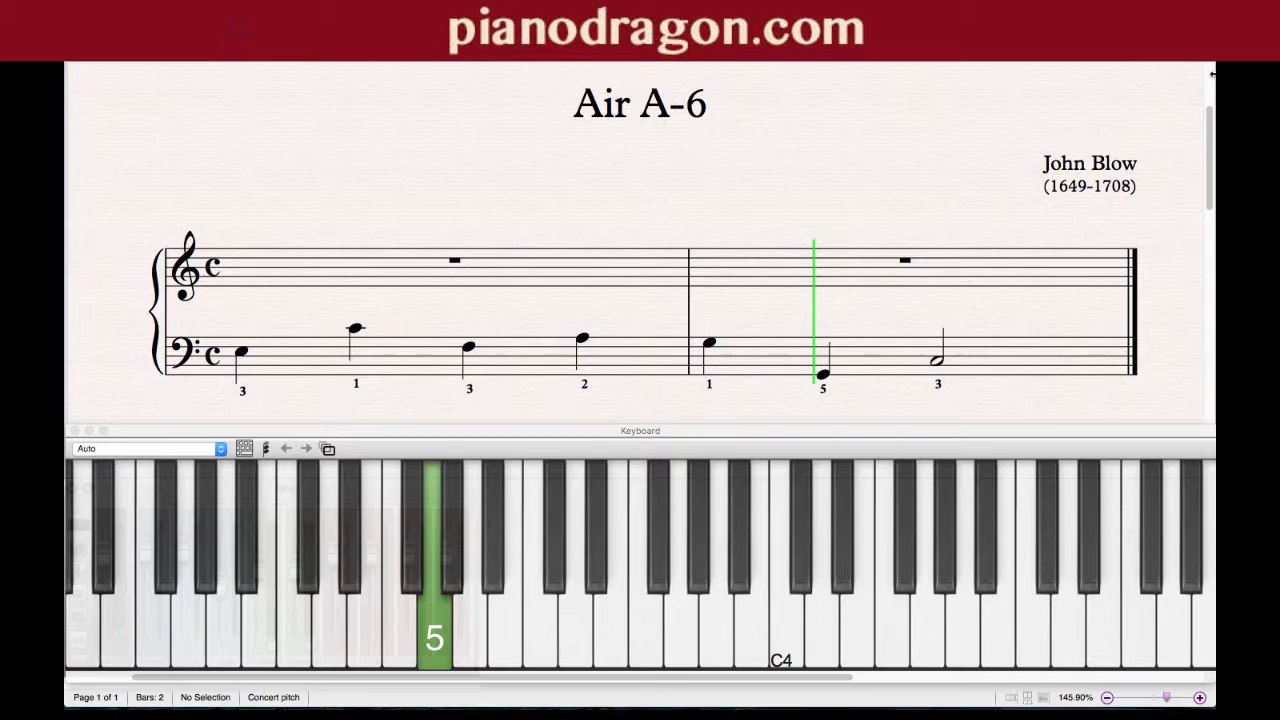 pianodragon.com
Air A-6
John Blow
(1649-1708)
3 1 3 2 1 5 3
Keyboard
Auto
5
C4
Page 1 of 1 Bars: 2 No Selection Concert pitch 145.90%